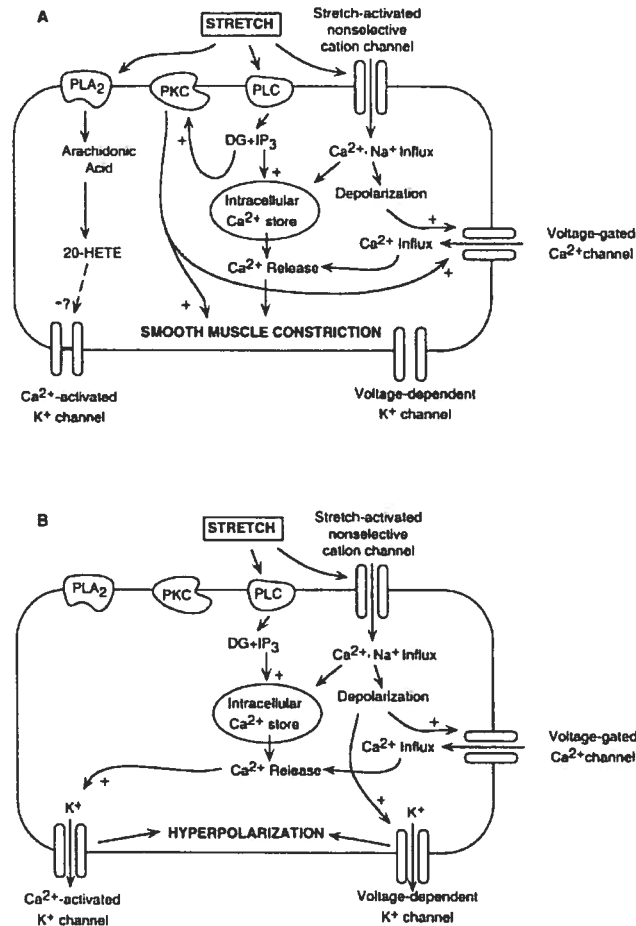 A
STRETCH
Stretch-activated
nonselective
cation channel
PLA2
PKC
PLC
+
DG+IP3
+
Arachidonic
Acid
Ca2+, Na+ Influx
Intracellular
Ca2+ store
Depolarization
+
20-HETE
Ca2+ Influx
Voltage-gated
Ca2+channel
Ca2+ Release
+
-?
+
SMOOTH MUSCLE CONSTRICTION
Ca2+-activated
K+ channel
Voltage-dependent
K+ channel
B
STRETCH
Stretch-activated
nonselective
cation channel
PLA2
PKC
PLC
DG+IP3
+
Ca2+, Na+ Influx
Intracellular
Ca2+ store
Depolarization
+
Ca2+ Influx
Voltage-gated
Ca2+channel
Ca2+ Release
+
+
K+
K+
HYPERPOLARIZATION
Ca2+-activated
K+ channel
Voltage-dependent
K+ channel